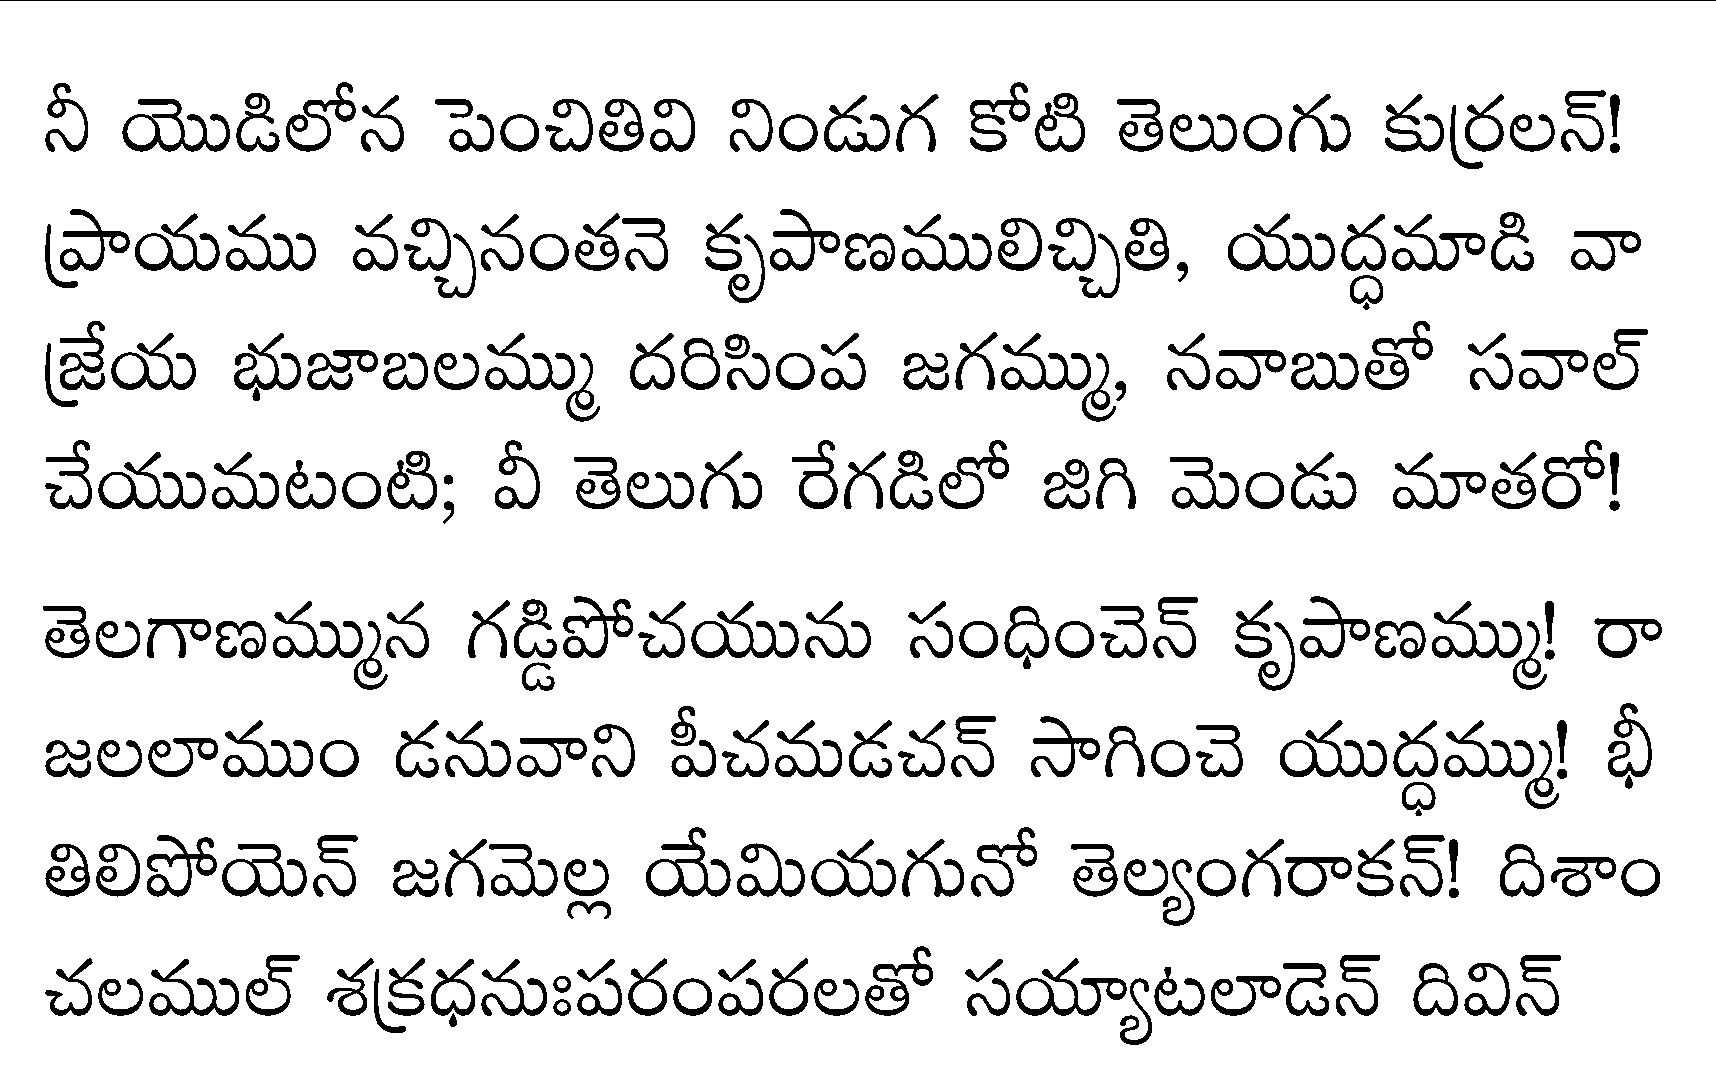 నీ యొడిలోన పెంచితివి నిండుగ కోటి తెలుంగు కుర్రలన్!
ప్రాయము వచ్చినంతనె కృపాణములిచ్చితి, యుద్ధమాడి వా
జ్రేయ భుజాబలమ్ము దరిసింప జగమ్ము, నవాబుతో సవాల్
చేయుమటంటి; వీ తెలుగు రేగడిలో జిగి మెండు మాతరో!
తెలగాణమ్మున గడ్డిపోచయును సంధించెన్ కృపాణమ్ము! రా
జలలాముం డనువాని పీచమడచన్ సాగించె యుద్ధమ్ము! భీ
తిలిపోయెన్ జగమెల్ల యేమియగునో తెల్యంగరాకన్! దిశాం
చలముల్ శక్రధనుఃపరంపరలతో సయ్యాటలాడెన్ దివిన్